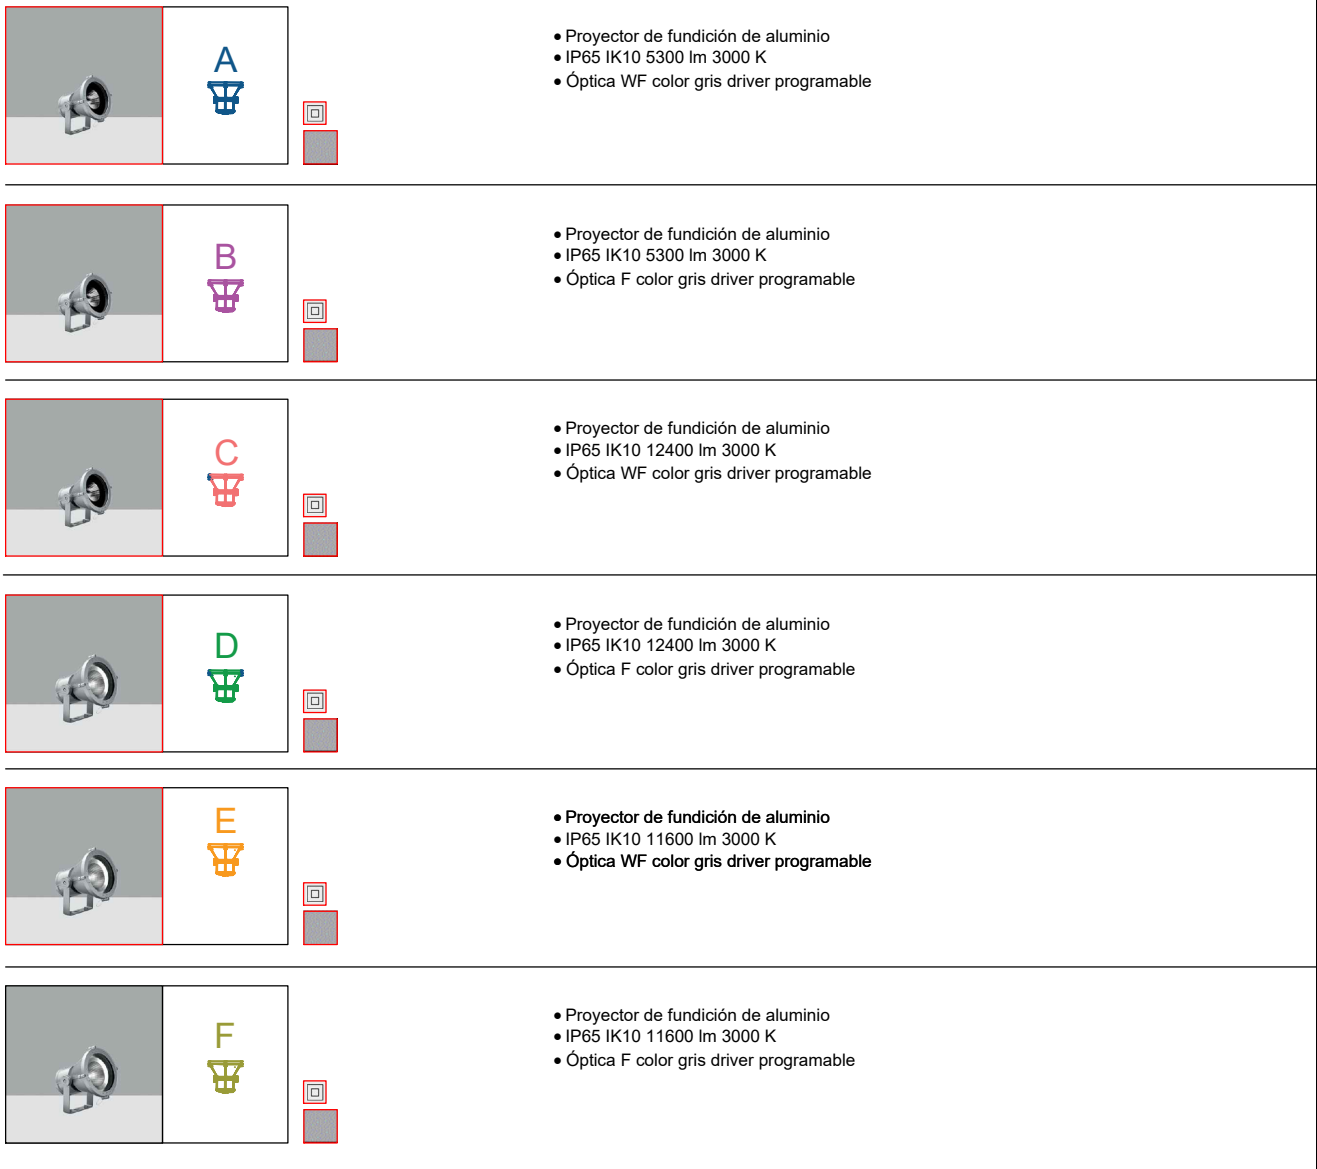 A
• Proyector de fundición de aluminio
• IP65 IK10 5300 lm 3000 K
• Óptica WF color gris driver programable
B
• Proyector de fundición de aluminio
• IP65 IK10 5300 lm 3000 K
• Óptica F color gris driver programable
C
• Proyector de fundición de aluminio
• IP65 IK10 12400 lm 3000 K
• Óptica WF color gris driver programable
D
• Proyector de fundición de aluminio
• IP65 IK10 12400 lm 3000 K
• Óptica F color gris driver programable
E
• Proyector de fundición de aluminio
• IP65 IK10 11600 lm 3000 K
• Óptica WF color gris driver programable
F
• Proyector de fundición de aluminio
• IP65 IK10 11600 lm 3000 K
• Óptica F color gris driver programable